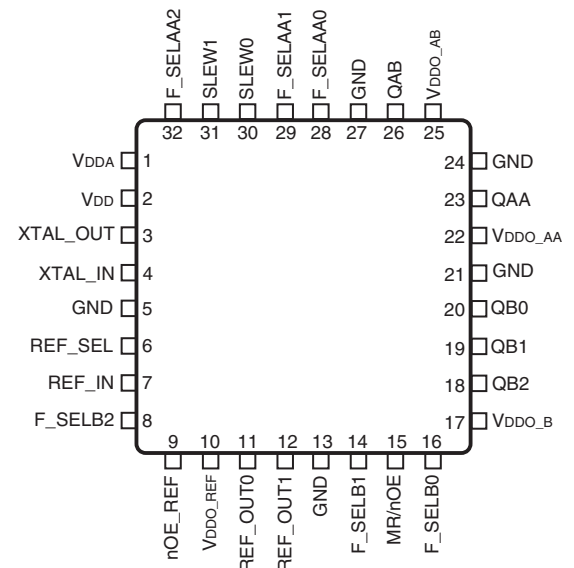 F_SELAA2
SLEW1
SLEW0
F_SELAA1
F_SELAA0
GND
QAB
VDDO_AB
32 31 30 29 28 27 26 25
VDDA 1
VDD 2
XTAL_OUT 3
XTAL_IN 4
GND 5
REF_SEL 6
REF_IN 7
F_SELB2 8
24 GND
23 QAA
22 VDDO_AA
21 GND
20 QB0
19 QB1
18 QB2
17 VDDO_B
9 10 11 12 13 14 15 16
nOE_REF
VDDO_REF
REF_OUT0
REF_OUT1
GND
F_SELB1
MR/nOE
F_SELB0